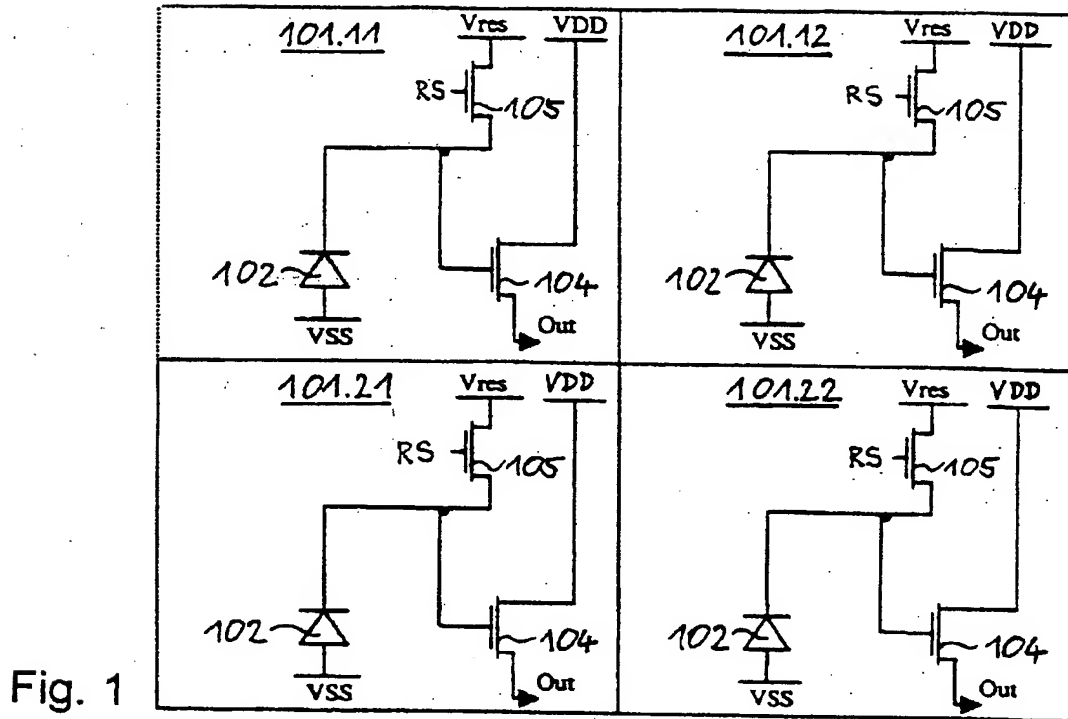 101.11 Vres VDD 101.12 Vres VDD
RS 105 RS 105
102 104 102 104
VSS Out VSS Out
101.21 Vres VDD 101.22 Vres VDD
RS 105 RS 105
102 104 102 104
VSS Out VSS Out
Fig. 1